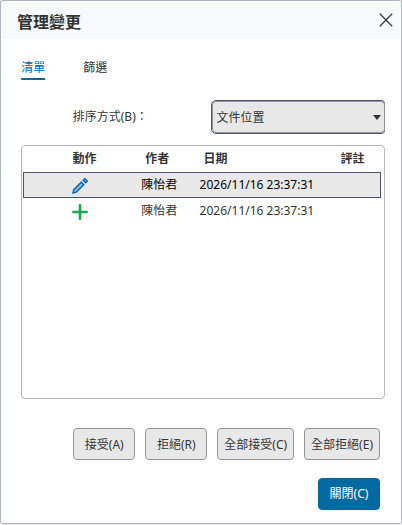 管理變更
清單 篩選
排序方式(B)： 文件位置
動作 作者 日期 評註
陳怡君 2026/11/16 23:37:31
陳怡君 2026/11/16 23:37:31
接受(A) 拒絕(R) 全部接受(C) 全部拒絕(E)
關閉(C)